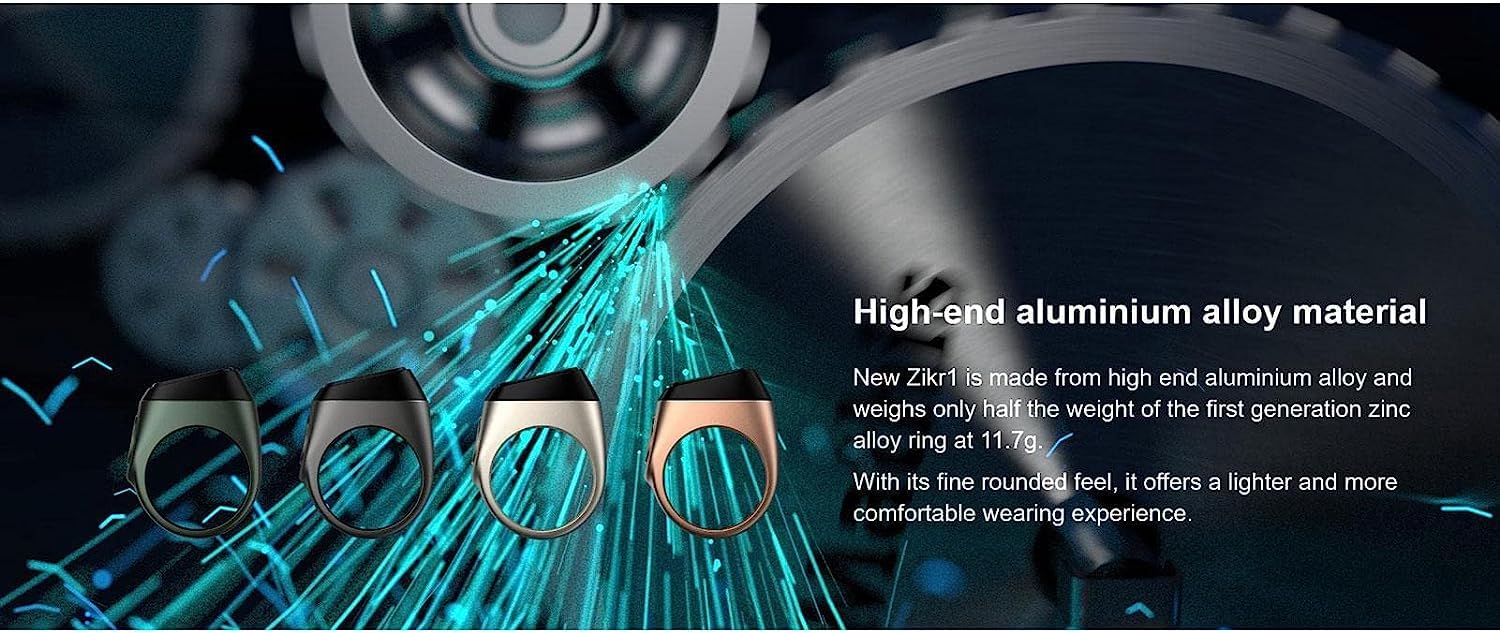 High-end aluminium alloy material
New Zikr1 is made from high end aluminium alloy and
weighs only half the weight of the first generation zinc
alloy ring at 11.7g.
With its fine rounded feel, it offers a lighter and more
comfortable wearing experience.